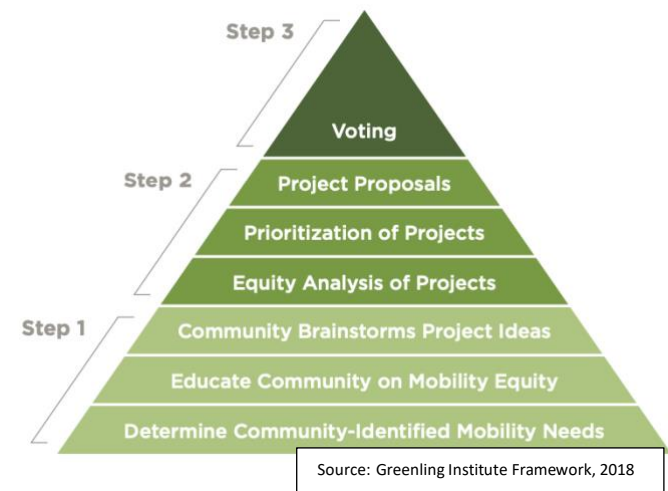 Step 3
Voting
Step 2
Project Proposals
Prioritization of Projects
Equity Analysis of Projects
Step 1
Community Brainstorms Project Ideas
Educate Community on Mobility Equity
Determine Community-Identified Mobility Needs
Source: Greenling Institute Framework, 2018